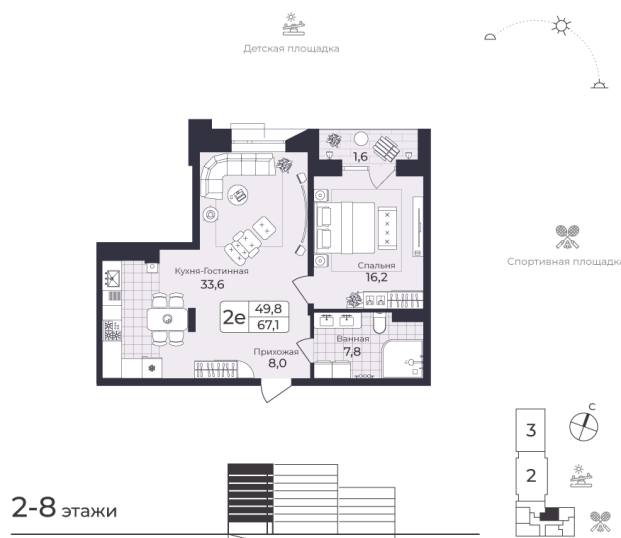 Детская площадка
1,6
Спортивная площадка
Кухня-Гостинная
33,6
Спальня
16,2
2е
49,8
67,1
Ванная
7,8
Прихожая
8,0
С
3
2
2-8 этажи